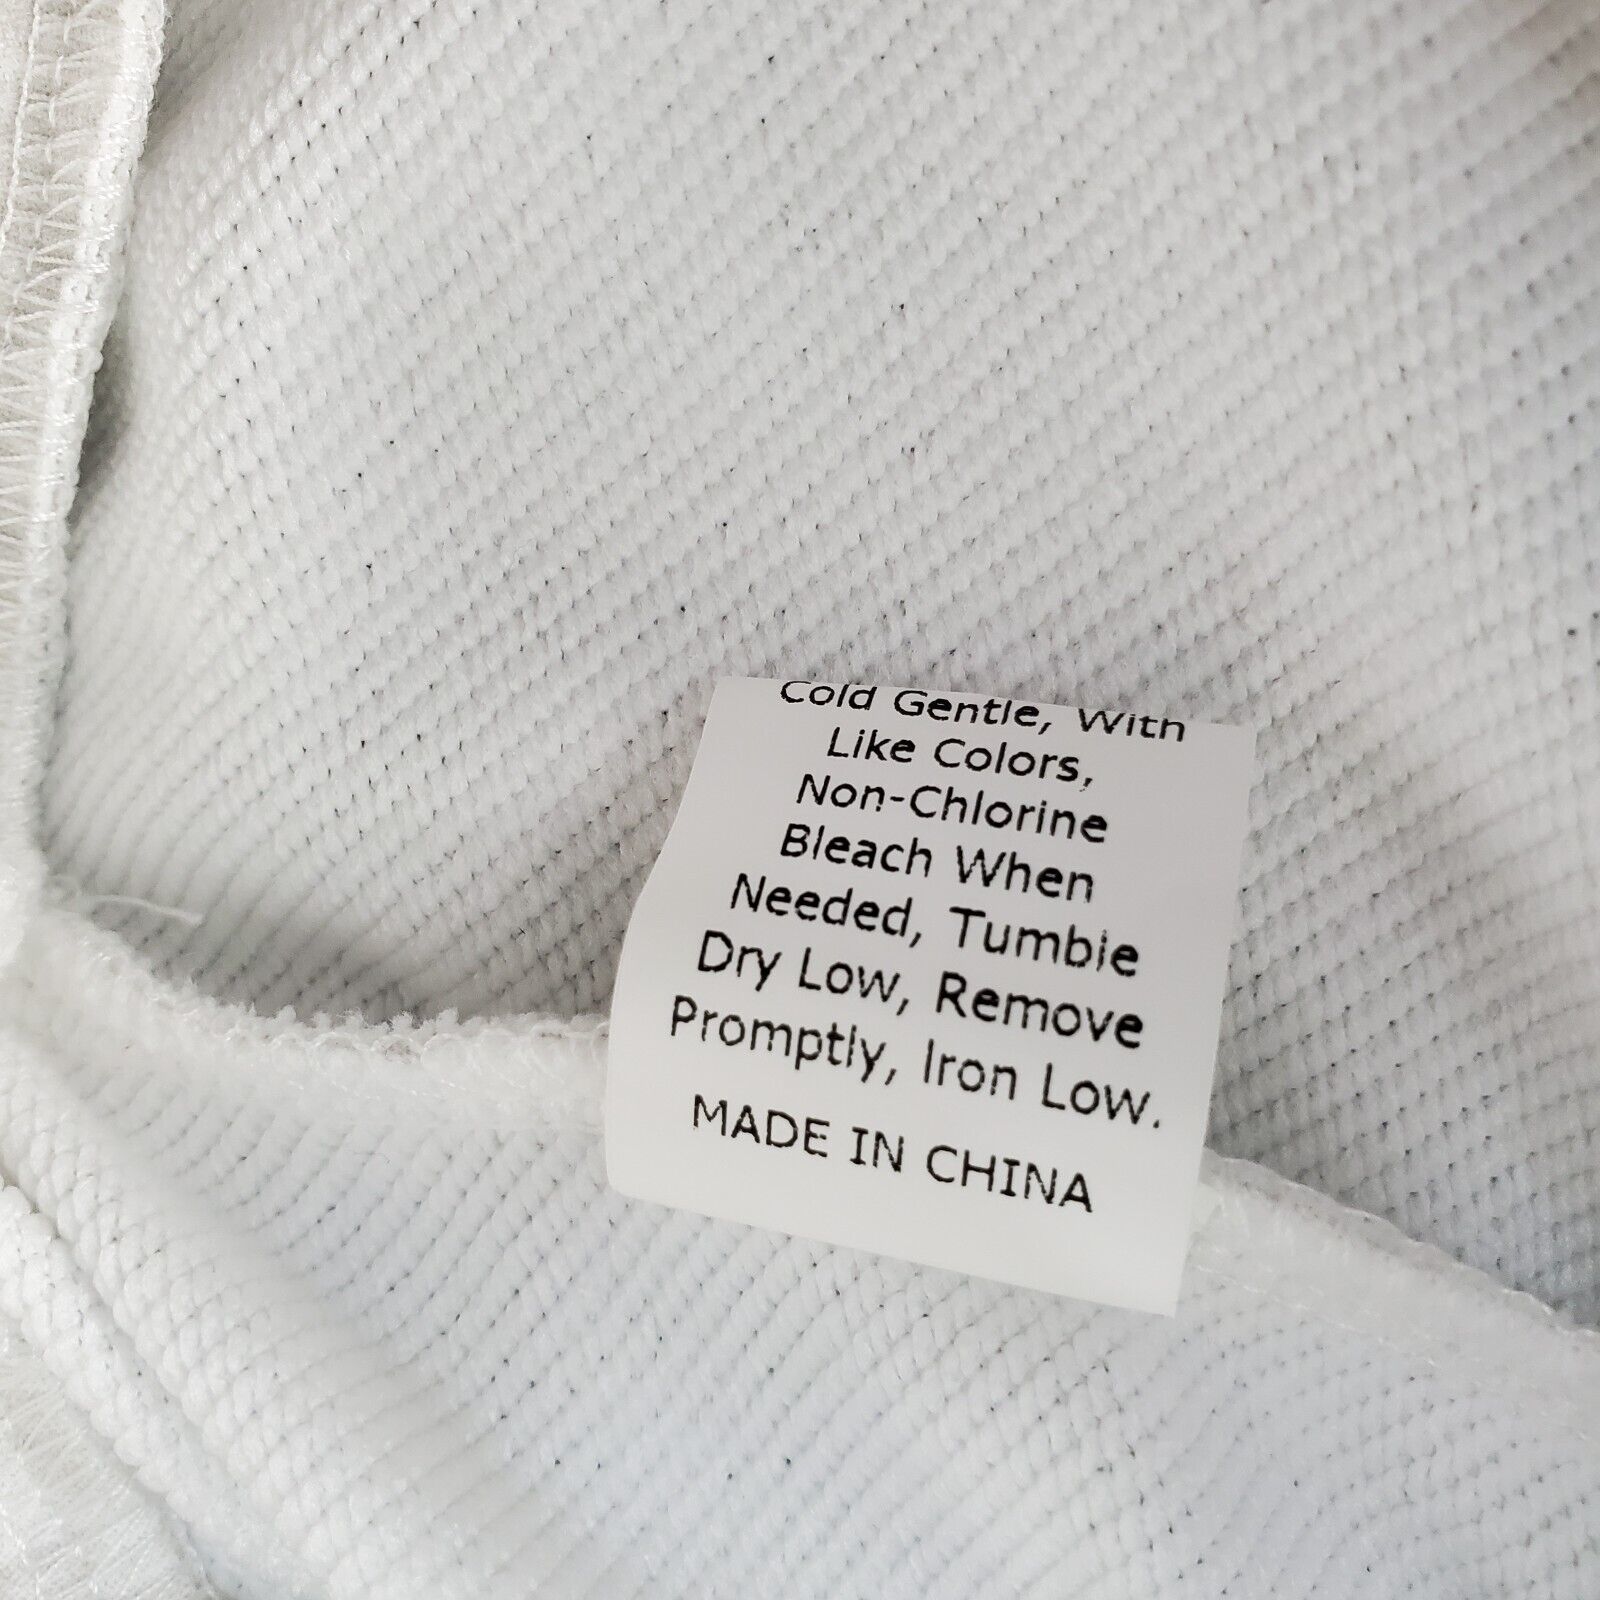 Cold Gentle, With
Like Colors,
Non-Chlorine
Bleach When
Needed, Tumble
Dry Low, Remove
Promptly, Iron Low.
MADE IN CHINA